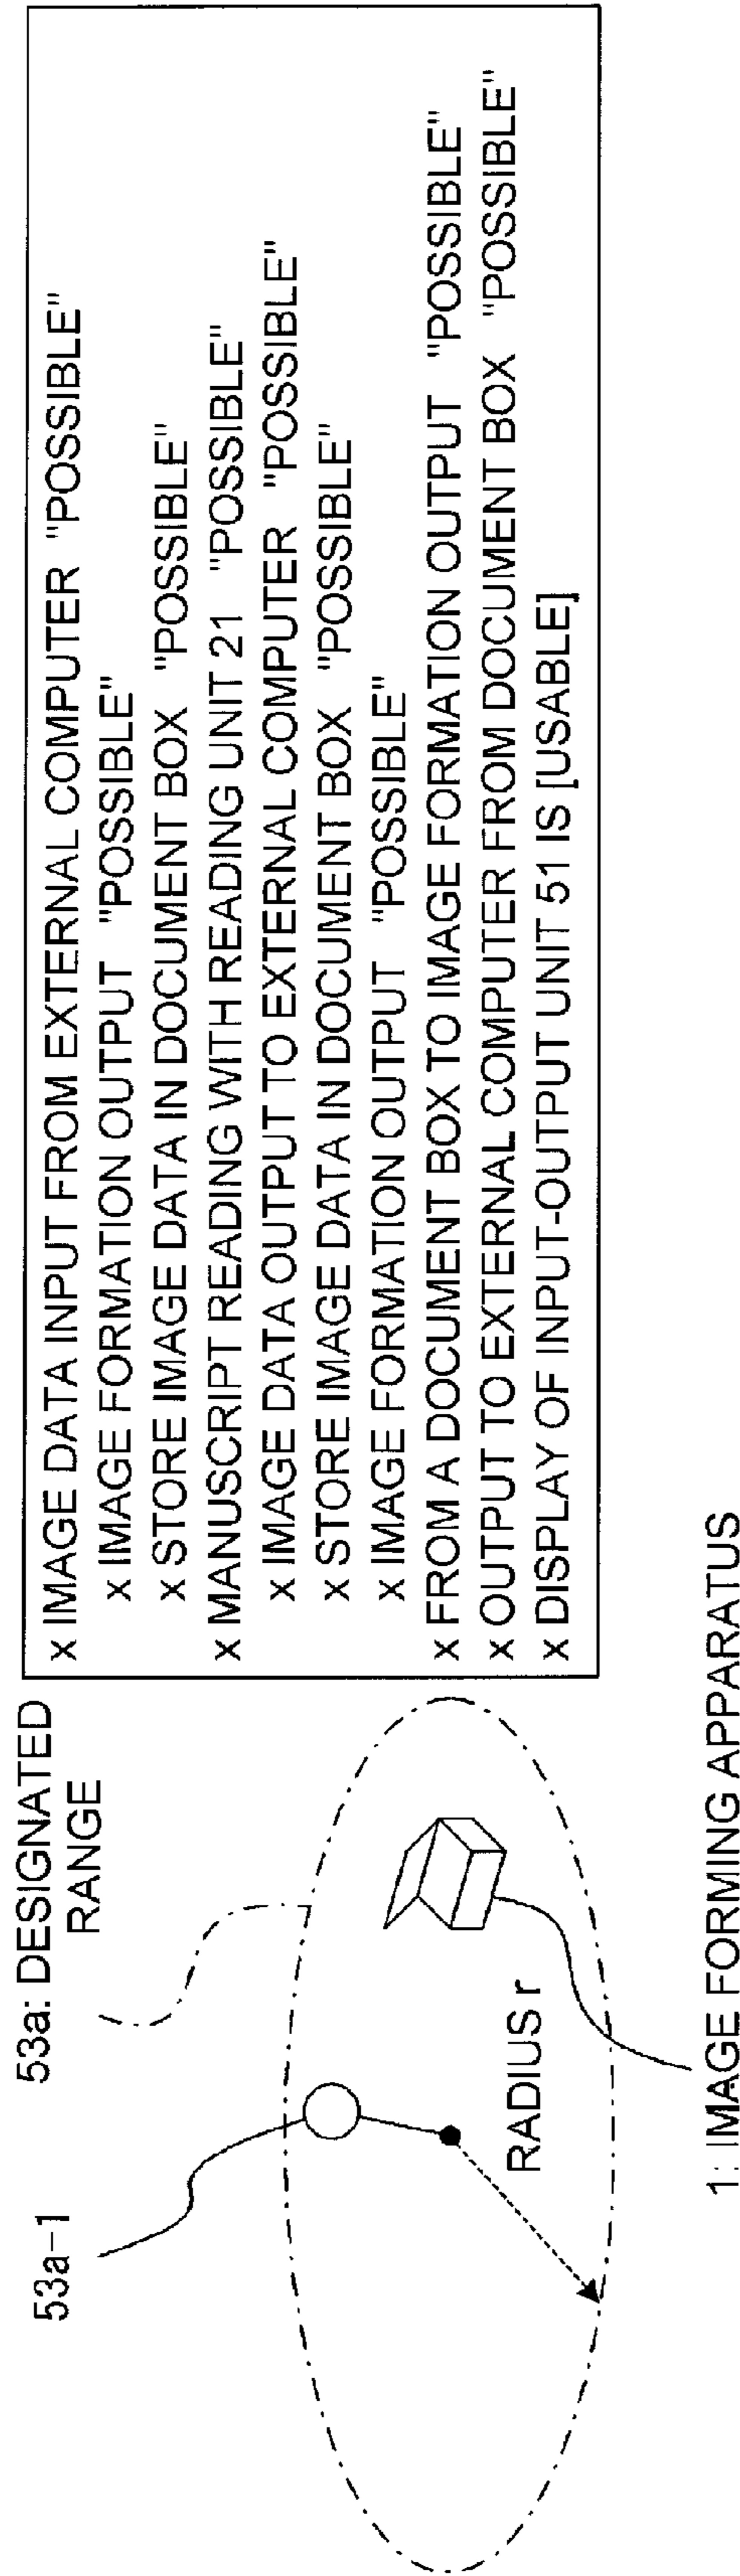 53a-1
53a: DESIGNATED
RANGE
RADIUS r
1: IMAGE FORMING APPARATUS
x IMAGE DATA INPUT FROM EXTERNAL COMPUTER "POSSIBLE"
x IMAGE FORMATION OUTPUT "POSSIBLE"
x STORE IMAGE DATA IN DOCUMENT BOX "POSSIBLE"
x MANUSCRIPT READING WITH READING UNIT 21 "POSSIBLE"
x IMAGE DATA OUTPUT TO EXTERNAL COMPUTER "POSSIBLE"
x STORE IMAGE DATA IN DOCUMENT BOX "POSSIBLE"
x IMAGE FORMATION OUTPUT "POSSIBLE"
x FROM A DOCUMENT BOX TO IMAGE FORMATION OUTPUT "POSSIBLE"
x OUTPUT TO EXTERNAL COMPUTER FROM DOCUMENT BOX "POSSIBLE"
x DISPLAY OF INPUT-OUTPUT UNIT 51 IS [USABLE]